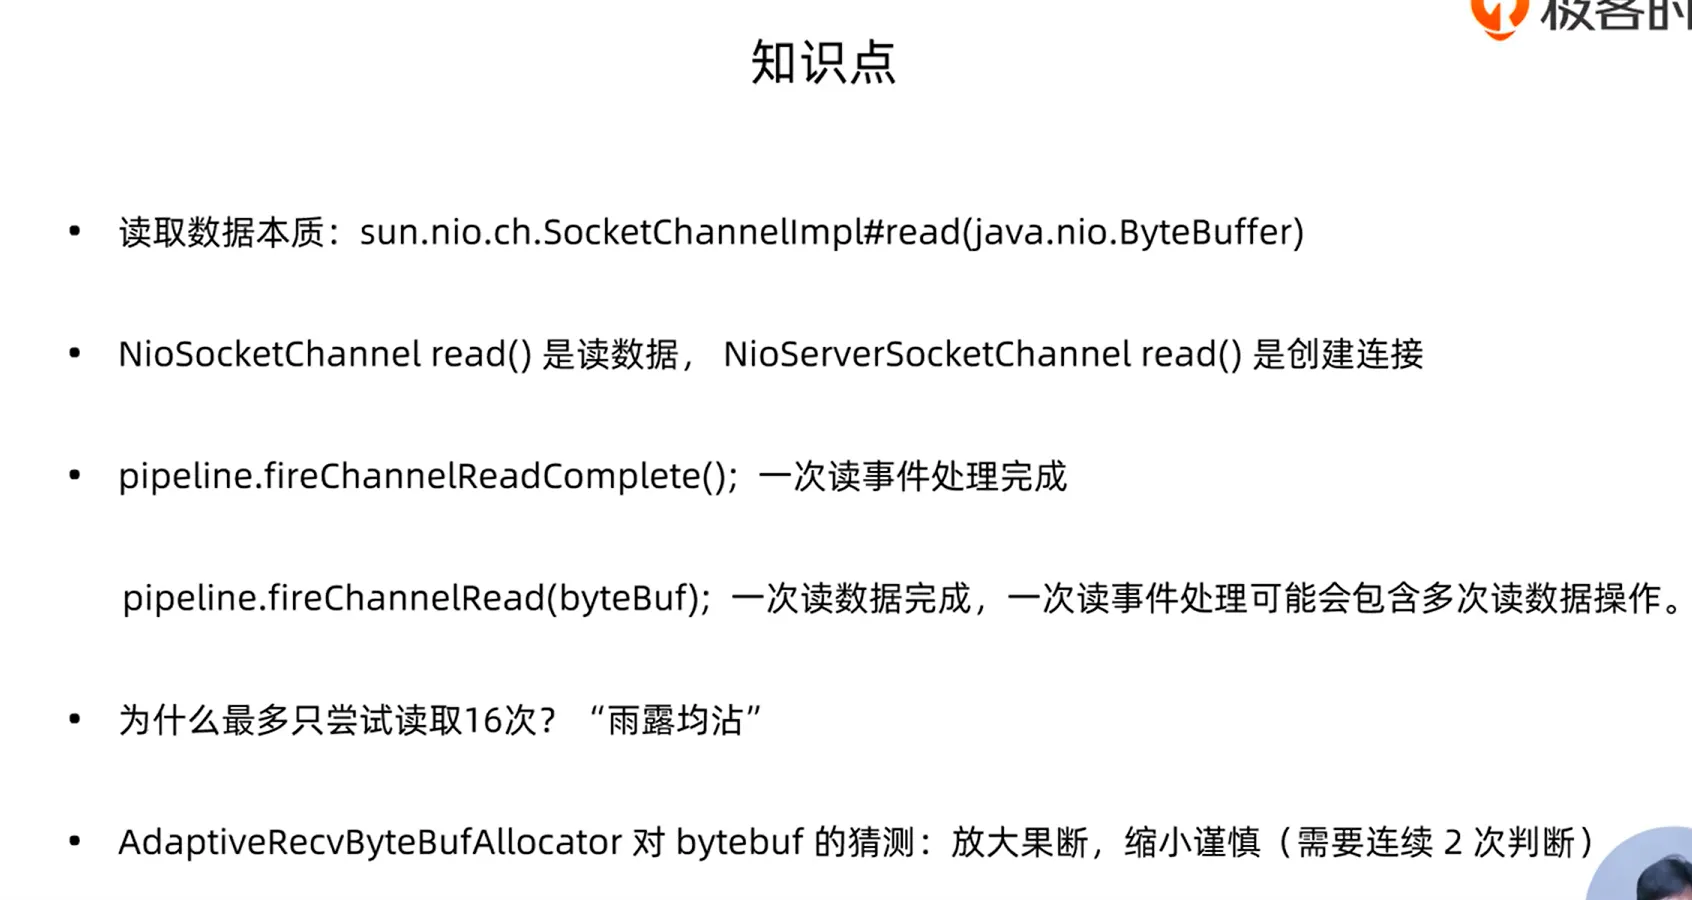 极客时
知识点
• 读取数据本质：sun.nio.ch.SocketChannelImpl#read(java.nio.ByteBuffer)
• NioSocketChannel read() 是读数据， NioServerSocketChannel read() 是创建连接
• pipeline.fireChannelReadComplete(); 一次读事件处理完成
pipeline.fireChannelRead(byteBuf); 一次读数据完成，一次读事件处理可能会包含多次读数据操作。
• 为什么最多只尝试读取16次？ “雨露均沾”
• AdaptiveRecvByteBufAllocator 对 bytebuf 的猜测：放大果断，缩小谨慎（需要连续 2 次判断）